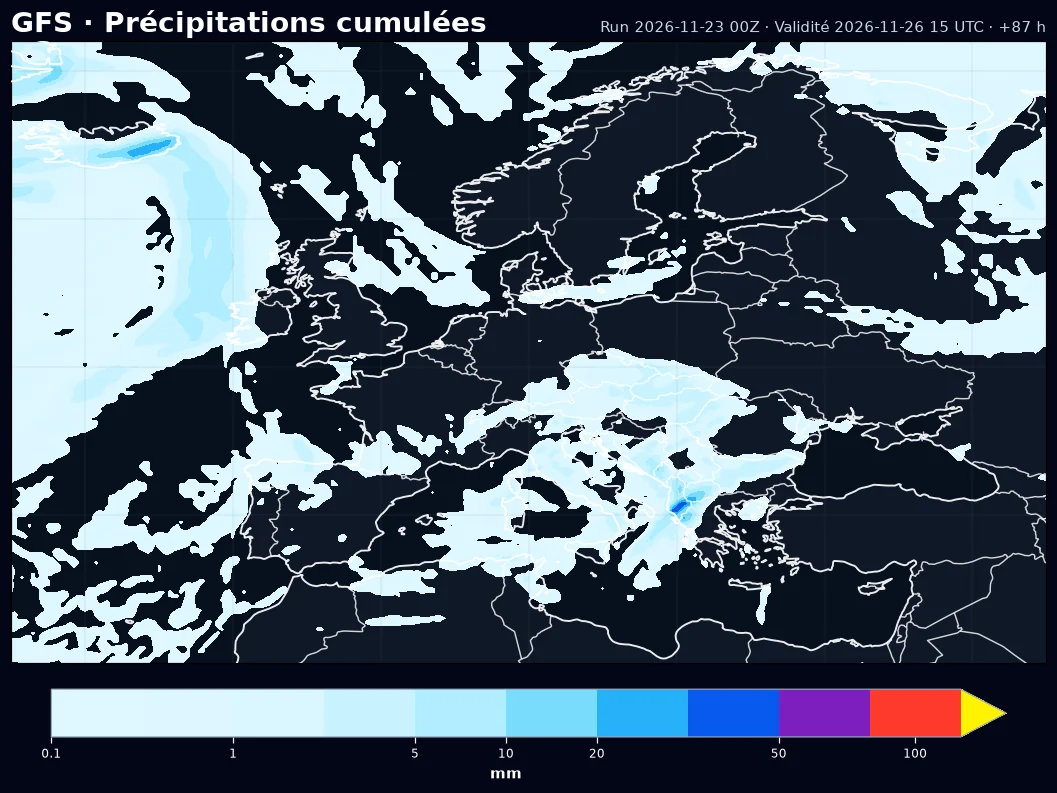 GFS · Précipitations cumulées
Run 2026-11-23 00Z · Validité 2026-11-26 15 UTC · +87 h
0.1 1 5 10 20 50 100
mm